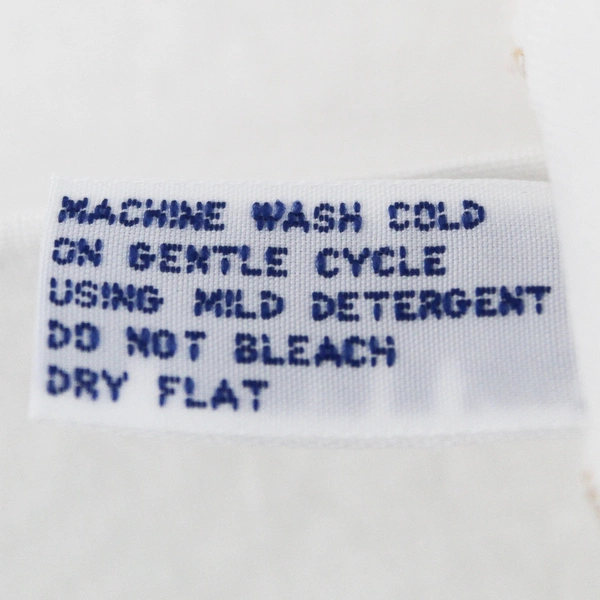 MACHINE WASH COLD
ON GENTLE CYCLE
USING MILD DETERGENT
DO NOT BLEACH
DRY FLAT